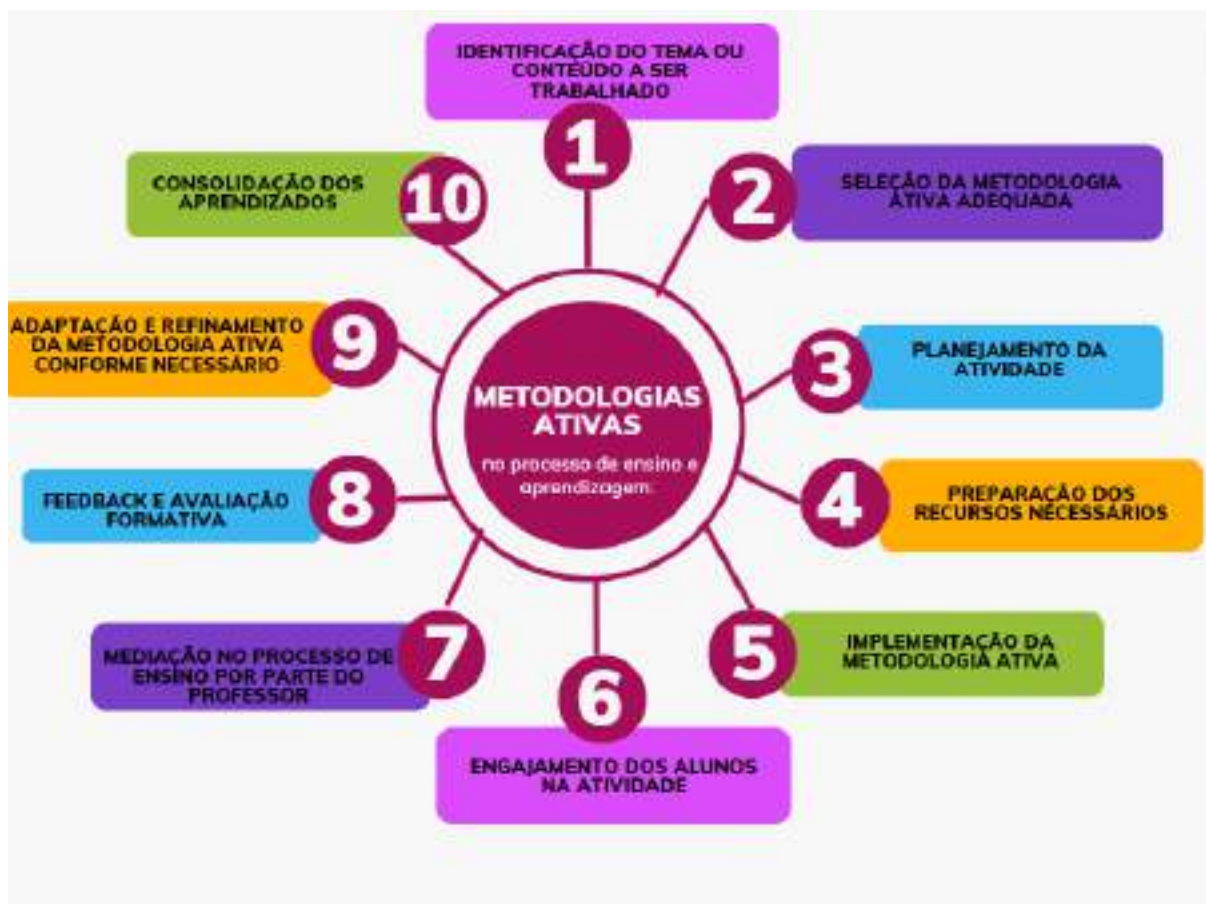 IDENTIFICAÇÃO DO TEMA OU
CONTEÚDO A SER
TRABALHADO
1
2
SELEÇÃO DA METODOLOGIA
ATIVA ADEQUADA
3
PLANEJAMENTO DA
ATIVIDADE
4
PREPARAÇÃO DOS
RECURSOS NECESSÁRIOS
5
IMPLEMENTAÇÃO DA
METODOLOGIA ATIVA
6
ENGAJAMENTO DOS ALUNOS
NA ATIVIDADE
7
MEDIAÇÃO NO PROCESSO DE
ENSINO POR PARTE DO
PROFESSOR
8
FEEDBACK E AVALIAÇÃO
FORMATIVA
9
ADAPTAÇÃO E REFINAMENTO
DA METODOLOGIA ATIVA
CONFORME NECESSÁRIO
10
CONSOLIDAÇÃO DOS
APRENDIZADOS
METODOLOGIAS
ATIVAS
no processo de ensino e
aprendizagem